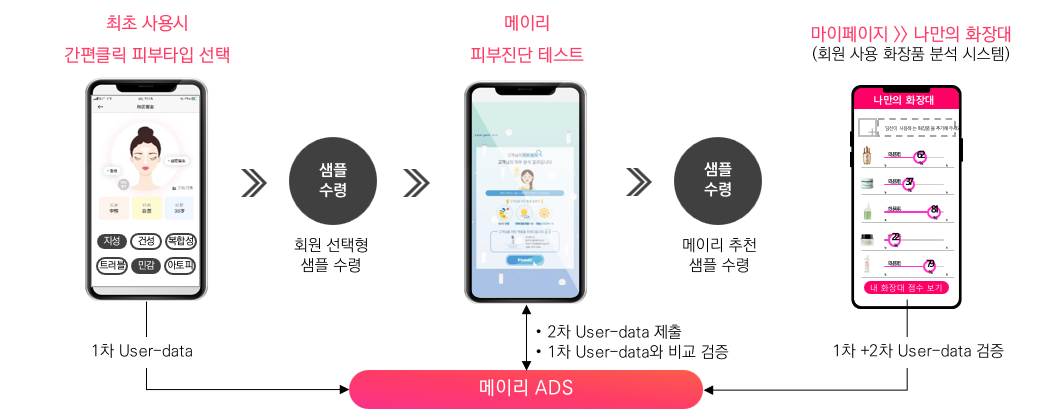 최초 사용시
간편클릭 피부타입 선택
메이리
피부진단 테스트
마이페이지 >> 나만의 화장대
(회원 사용 화장품 분석 시스템)
지성
건성
복합성
트러블
민감
아토피
샘플
수령
회원 선택형
샘플 수령
샘플
수령
메이리 추천
샘플 수령
나만의 화장대
62
37
81
22
79
내 화장대 점수 보기
1차 User-data
• 2차 User-data 제출
• 1차 User-data와 비교 검증
1차 +2차 User-data 검증
메이리 ADS